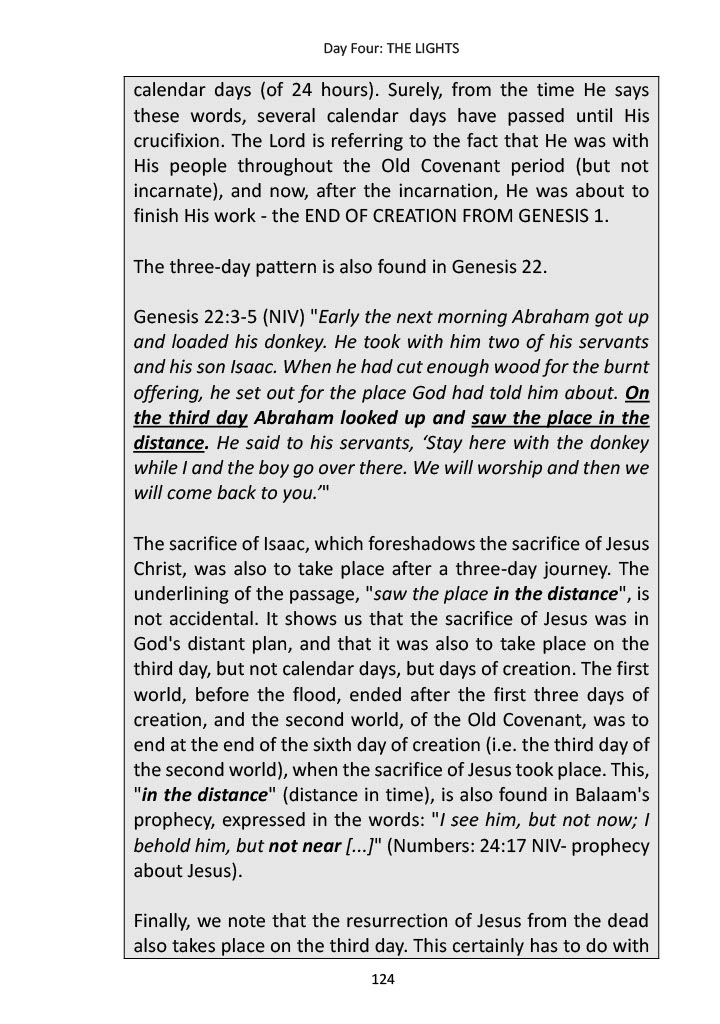 Day Four: THE LIGHTS
calendar days (of 24 hours). Surely, from the time He says
these words, several calendar days have passed until His
crucifixion. The Lord is referring to the fact that He was with
His people throughout the Old Covenant period (but not
incarnate), and now, after the incarnation, He was about to
finish His work - the END OF CREATION FROM GENESIS 1.
The three-day pattern is also found in Genesis 22.
Genesis 22:3-5 (NIV) "Early the next morning Abraham got up
and loaded his donkey. He took with him two of his servants
and his son Isaac. When he had cut enough wood for the burnt
offering, he set out for the place God had told him about. On
the third day Abraham looked up and saw the place in the
distance. He said to his servants, ‘Stay here with the donkey
while I and the boy go over there. We will worship and then we
will come back to you.’"
The sacrifice of Isaac, which foreshadows the sacrifice of Jesus
Christ, was also to take place after a three-day journey. The
underlining of the passage, "saw the place in the distance", is
not accidental. It shows us that the sacrifice of Jesus was in
God's distant plan, and that it was also to take place on the
third day, but not calendar days, but days of creation. The first
world, before the flood, ended after the first three days of
creation, and the second world, of the Old Covenant, was to
end at the end of the sixth day of creation (i.e. the third day of
the second world), when the sacrifice of Jesus took place. This,
"in the distance" (distance in time), is also found in Balaam's
prophecy, expressed in the words: "I see him, but not now; I
behold him, but not near [...]" (Numbers: 24:17 NIV- prophecy
about Jesus).
Finally, we note that the resurrection of Jesus from the dead
also takes place on the third day. This certainly has to do with
124